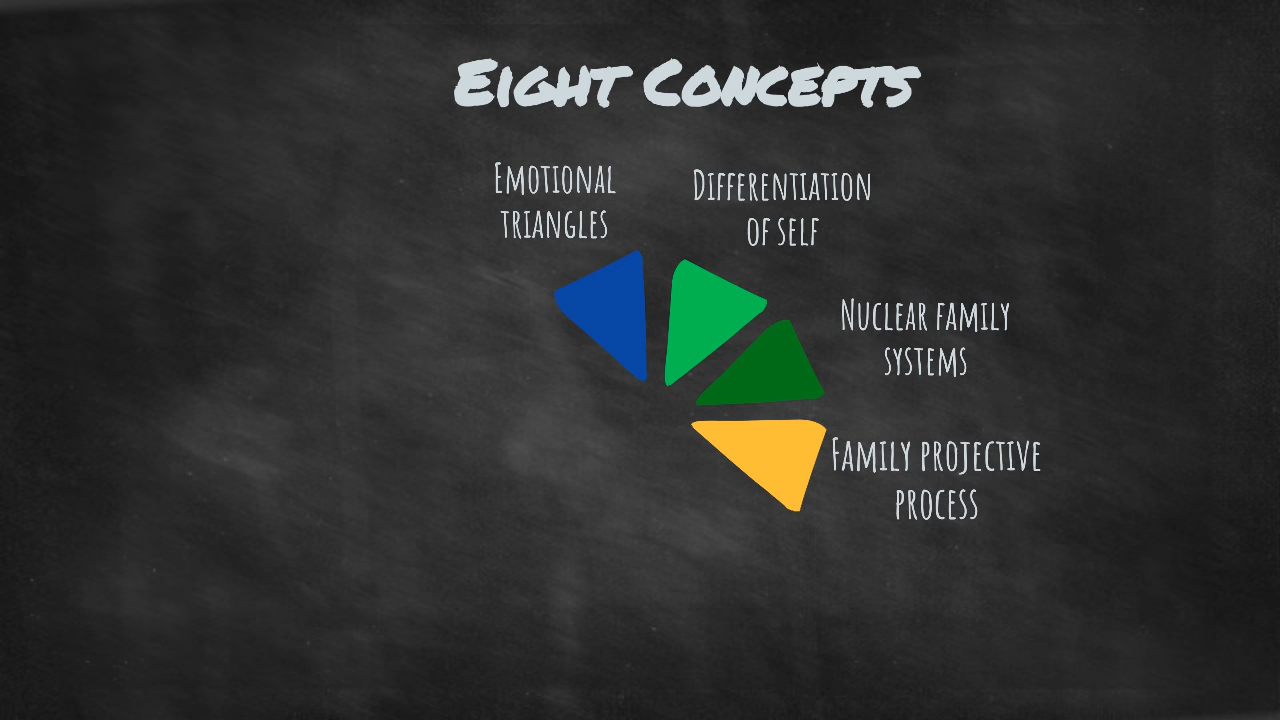 Eight Concepts
Emotional
triangles
Differentiation
of self
Nuclear family
systems
Family projective
process